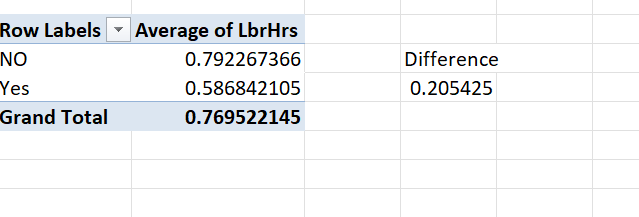 Row Labels Average of LbrHrs
NO 0.792267366 Difference
Yes 0.586842105 0.205425
Grand Total 0.769522145